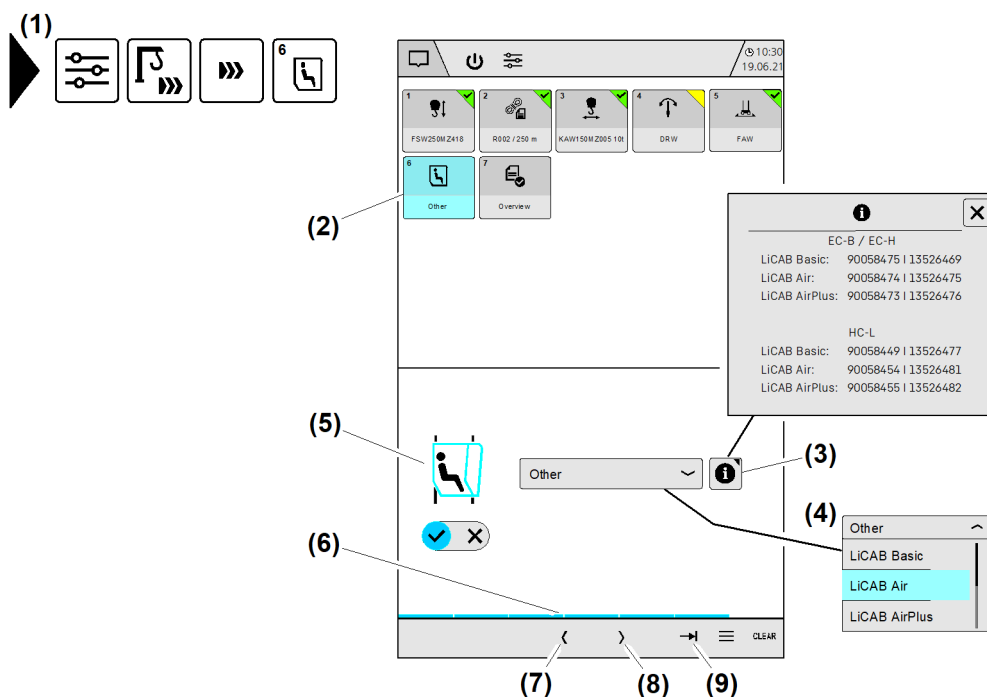 (1)
6
10:30
19.06.21
1
2
3
4
5
FSW250MZ418
R002 / 250 m
KAW150MZ005 10t
DRW
FAW
6
7
Other
Overview
(2)
EC-B / EC-H
LiCAB Basic: 90058475 | 13526469
LiCAB Air: 90058474 | 13526475
LiCAB AirPlus: 90058473 | 13526476
HC-L
LiCAB Basic: 90058449 | 13526477
LiCAB Air: 90058454 | 13526481
LiCAB AirPlus: 90058455 | 13526482
(5)
Other
(3)
(4)
Other
LiCAB Basic
LiCAB Air
LiCAB AirPlus
(6)
CLEAR
(7)
(8)
(9)